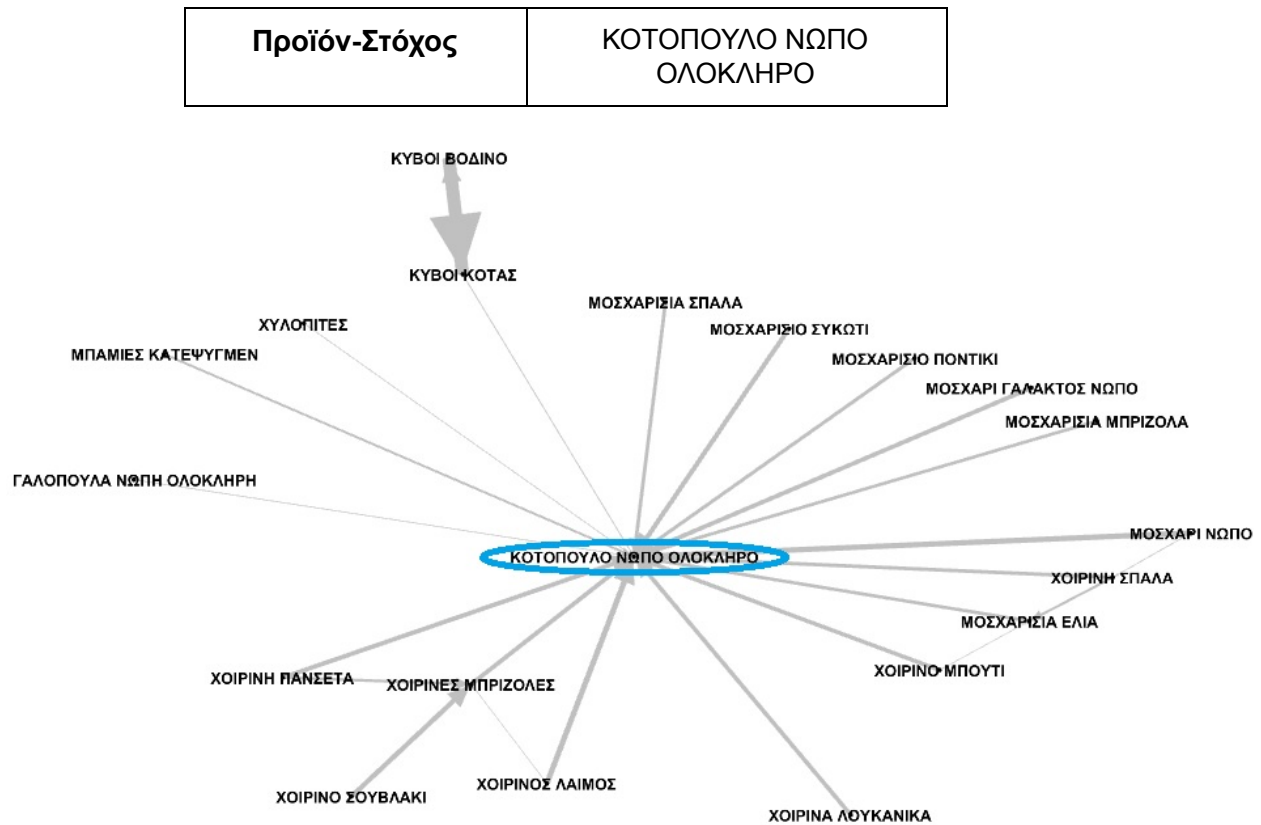 Προϊόν-Στόχος
ΚΟΤΟΠΟΥΛΟ ΝΩΠΟ
ΟΛΟΚΛΗΡΟ
ΚΥΒΟΙ ΒΟΔΙΝΟ
ΚΥΒΟΙ ΚΟΤΑΣ
ΜΟΣΧΑΡΙΣΙΑ ΣΠΑΛΑ
ΧΥΛΟΠΙΤΕΣ
ΜΟΣΧΑΡΙΣΙΟ ΣΥΚΩΤΙ
ΜΠΑΜΙΕΣ ΚΑΤΕΨΥΓΜΕΝ
ΜΟΣΧΑΡΙΣΙΟ ΠΟΝΤΙΚΙ
ΜΟΣΧΑΡΙ ΓΑΛΑΚΤΟΣ ΝΩΠΟ
ΜΟΣΧΑΡΙΣΙΑ ΜΠΡΙΖΟΛΑ
ΓΑΛΟΠΟΥΛΑ ΝΩΠΗ ΟΛΟΚΛΗΡΗ
ΜΟΣΧΑΡΙ ΝΩΠΟ
ΚΟΤΟΠΟΥΛΟ ΝΩΠΟ ΟΛΟΚΛΗΡΟ
ΧΟΙΡΙΝΗ ΣΠΑΛΑ
ΜΟΣΧΑΡΙΣΙΑ ΕΛΙΑ
ΧΟΙΡΙΝΟ ΜΠΟΥΤΙ
ΧΟΙΡΙΝΗ ΠΑΝΣΕΤΑ
ΧΟΙΡΙΝΕΣ ΜΠΡΙΖΟΛΕΣ
ΧΟΙΡΙΝΟΣ ΛΑΙΜΟΣ
ΧΟΙΡΙΝΟ ΣΟΥΒΛΑΚΙ
ΧΟΙΡΙΝΑ ΛΟΥΚΑΝΙΚΑ